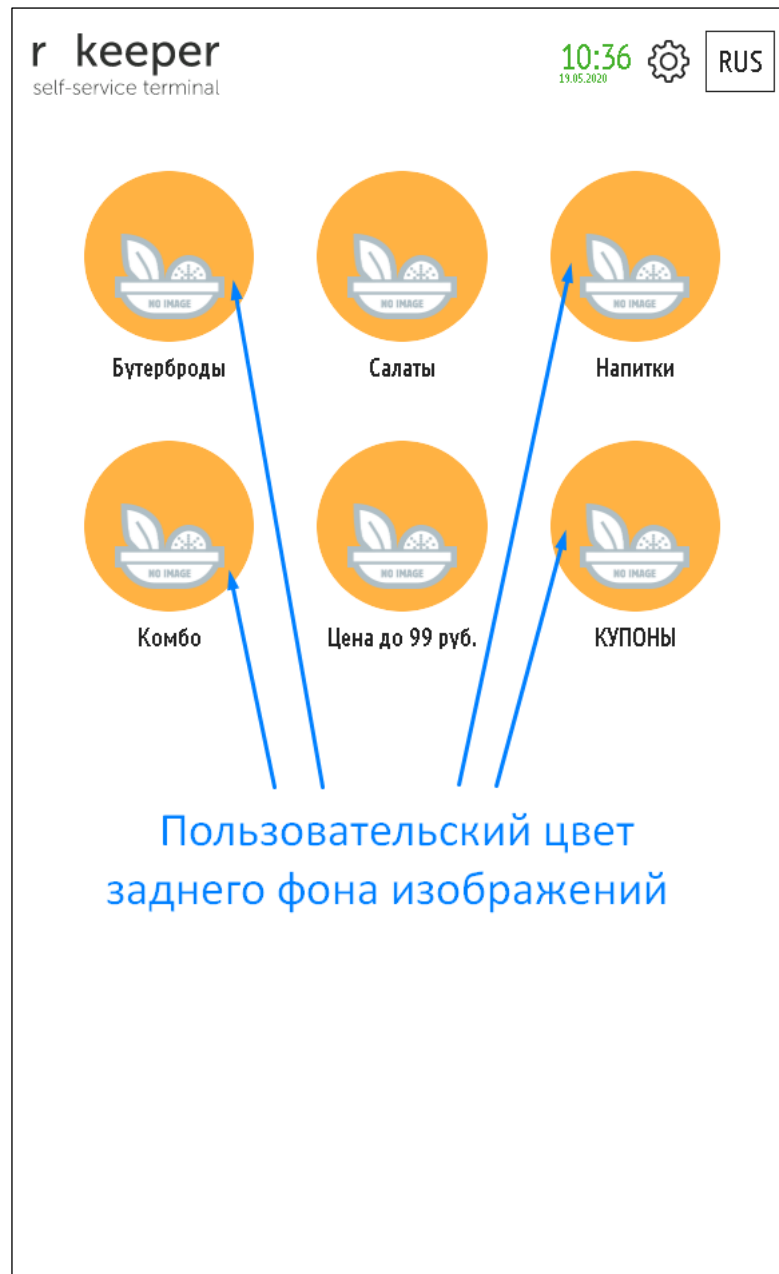 r keeper
self-service terminal
10:36
19.05.2020
RUS
NO IMAGE
NO IMAGE
NO IMAGE
Бутерброды
Салаты
Напитки
NO IMAGE
NO IMAGE
NO IMAGE
Комбо
Цена до 99 руб.
КУПОНЫ
Пользовательский цвет
заднего фона изображений